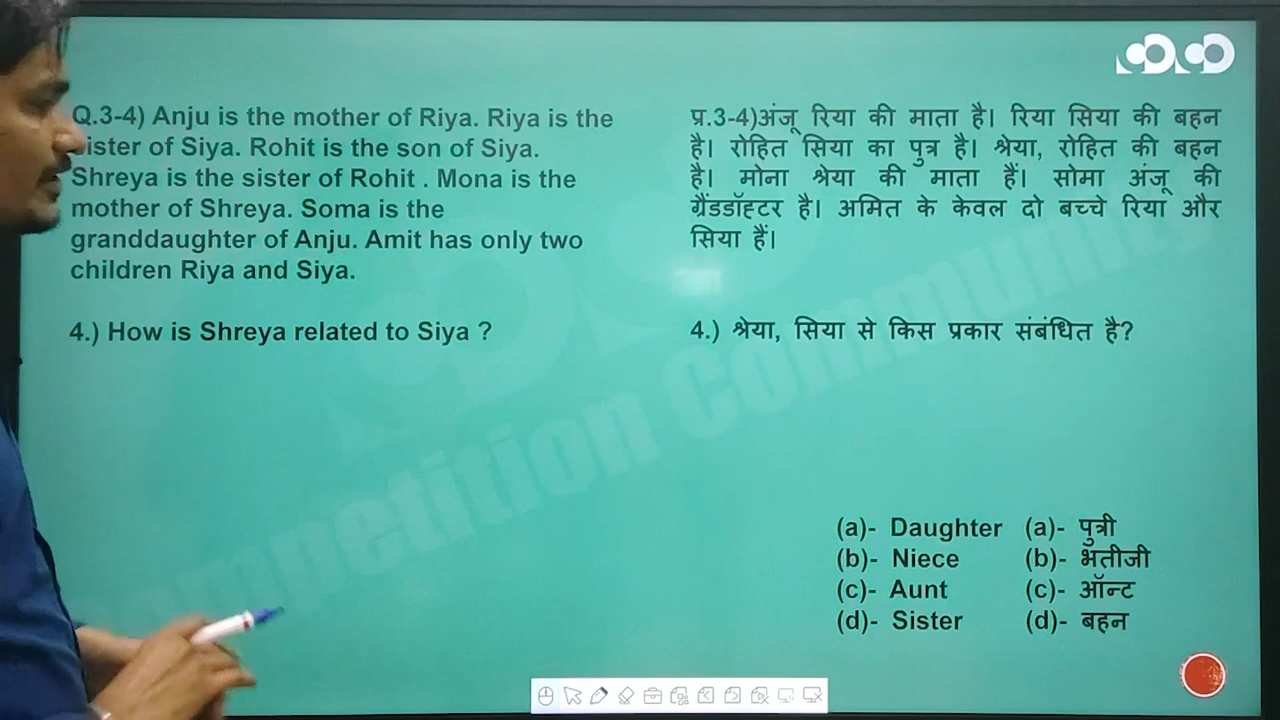 Q.3-4) Anju is the mother of Riya. Riya is the
ister of Siya. Rohit is the son of Siya.
Shreya is the sister of Rohit . Mona is the
mother of Shreya. Soma is the
granddaughter of Anju. Amit has only two
children Riya and Siya.
4.) How is Shreya related to Siya ?
प्र.3-4)अंजू रिया की माता है। रिया सिया की बहन
है। रोहित सिया का पुत्र है। श्रेया, रोहित की बहन
है। मोना श्रेया की माता हैं। सोमा अंजू की
ग्रैंडडॉह्टर है। अमित के केवल दो बच्चे रिया और
सिया हैं।
4.) श्रेया, सिया से किस प्रकार संबंधित है?
(a)- Daughter (a)- पुत्री
(b)- Niece (b)- भतीजी
(c)- Aunt (c)- ऑन्ट
(d)- Sister (d)- बहन
ompetition Community